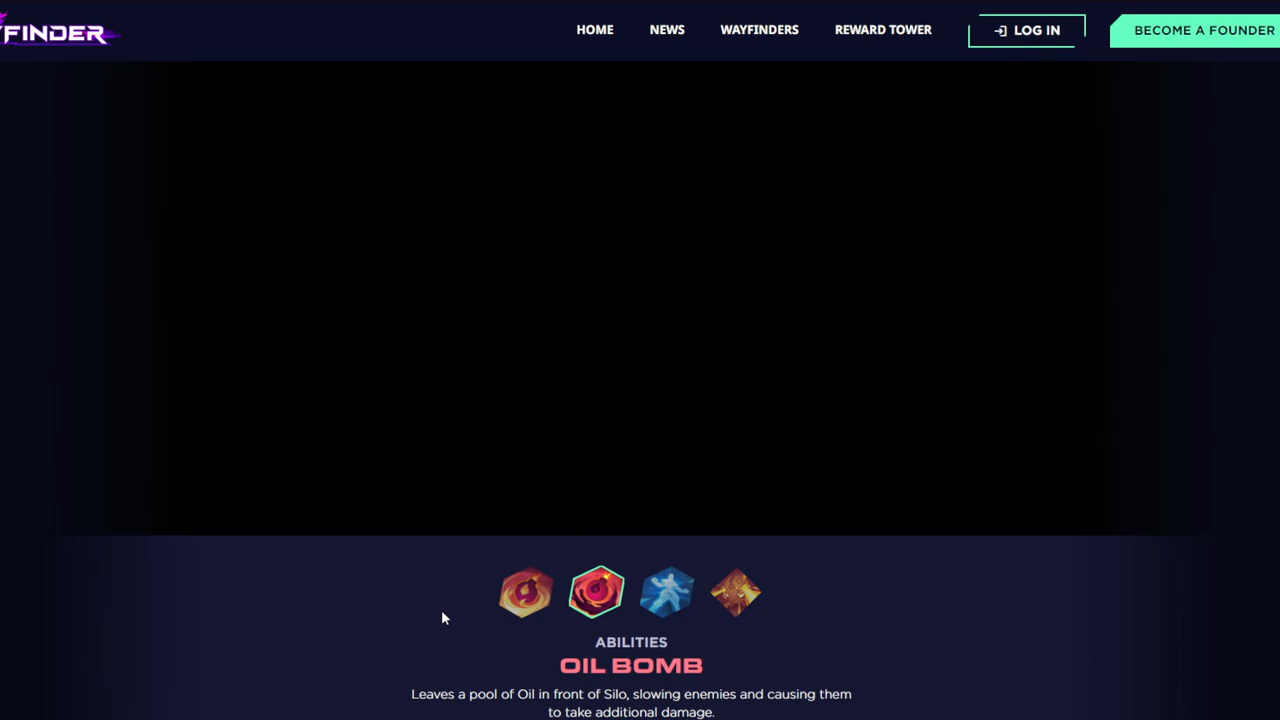 FINDER
HOME NEWS WAYFINDERS REWARD TOWER LOG IN BECOME A FOUNDER
ABILITIES
OIL BOMB
Leaves a pool of Oil in front of Silo, slowing enemies and causing them
to take additional damage.